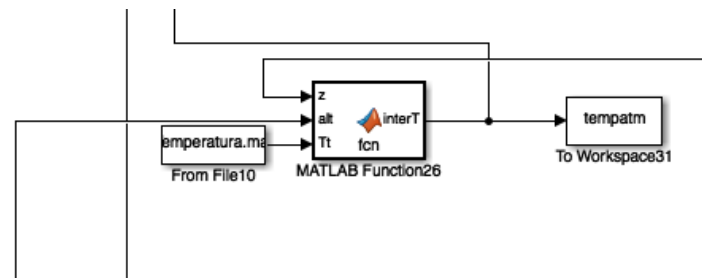 z
alt
Tt
interT
fcn
MATLAB Function26
emperatura.ma
From File10
tempatm
To Workspace31